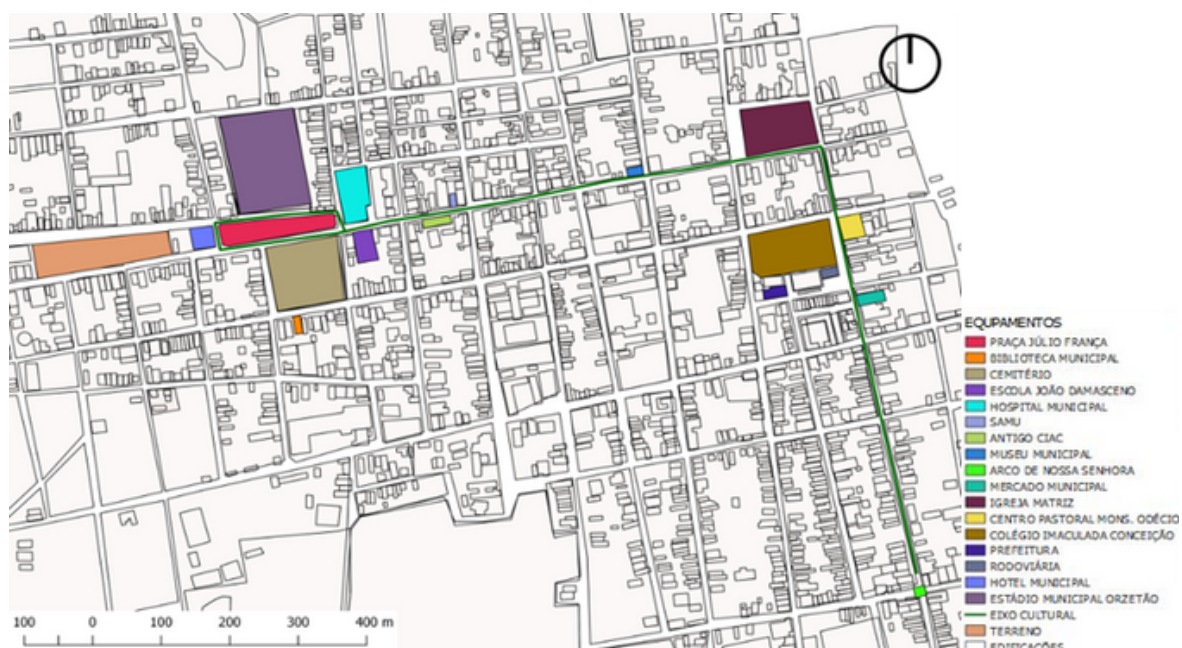 EQUPAMENTOS
PRAÇA JÚLIO FRANÇA
BIBLIOTECA MUNICIPAL
CEMITÉRIO
ESCOLA JOÃO DAMASCENO
HOSPITAL MUNICIPAL
SAMU
ANTIGO CIAC
MUSEU MUNICIPAL
ARCO DE NOSSA SENHORA
MERCADO MUNICIPAL
IGREJA MATRIZ
CENTRO PASTORAL MONS. ODÉCIO
COLÉGIO IMACULADA CONCEIÇÃO
PREFEITURA
RODOVIÁRIA
HOTEL MUNICIPAL
ESTÁDIO MUNICIPAL ORZETÃO
EIXO CULTURAL
TERRENO
EDIFICAÇÕES
100 0 100 200 300 400 m